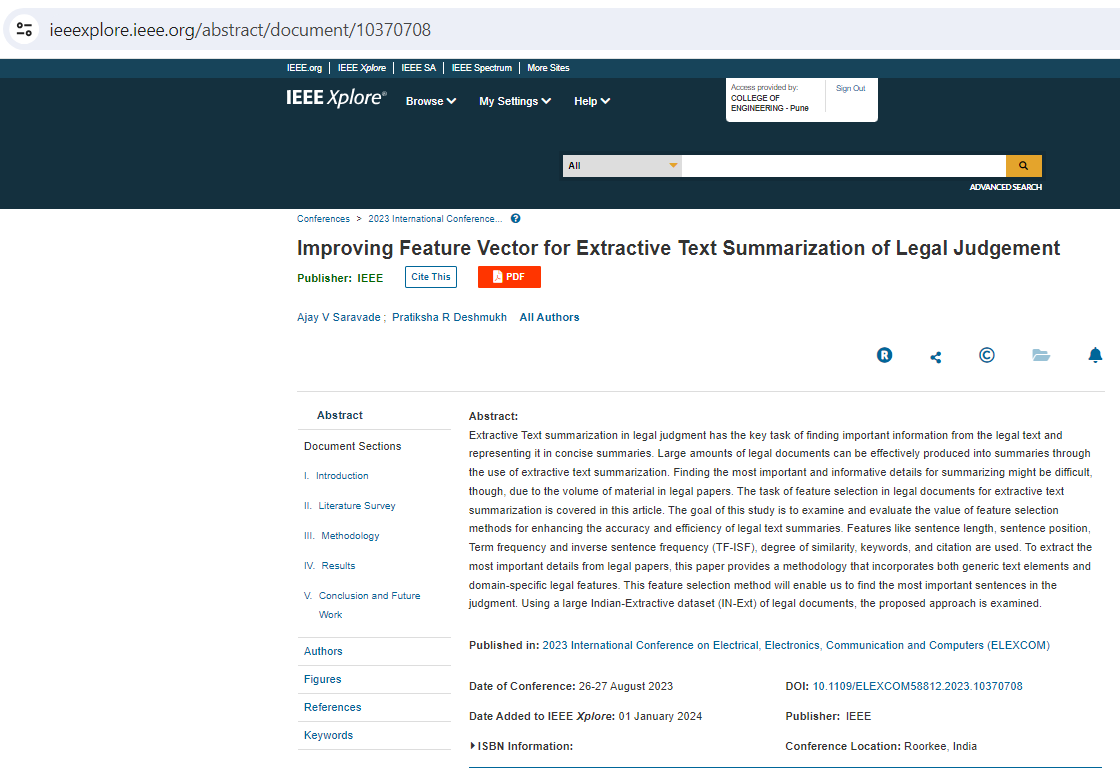 ieeexplore.ieee.org/abstract/document/10370708
IEEE.org | IEEE Xplore | IEEE SA | IEEE Spectrum | More Sites
IEEE Xplore®
Browse My Settings Help
Access provided by:
COLLEGE OF
ENGINEERING - Pune
Sign Out
All
ADVANCED SEARCH
Conferences > 2023 International Conference... ?
Improving Feature Vector for Extractive Text Summarization of Legal Judgement
Publisher: IEEE Cite This PDF
Ajay V Saravade ; Pratiksha R Deshmukh All Authors
R ©
Abstract
Document Sections
I. Introduction
II. Literature Survey
III. Methodology
IV. Results
V. Conclusion and Future
Work
Authors
Figures
References
Keywords
Abstract:
Extractive Text summarization in legal judgment has the key task of finding important information from the legal text and
representing it in concise summaries. Large amounts of legal documents can be effectively produced into summaries through
the use of extractive text summarization. Finding the most important and informative details for summarizing might be difficult,
though, due to the volume of material in legal papers. The task of feature selection in legal documents for extractive text
summarization is covered in this article. The goal of this study is to examine and evaluate the value of feature selection
methods for enhancing the accuracy and efficiency of legal text summaries. Features like sentence length, sentence position,
Term frequency and inverse sentence frequency (TF-ISF), degree of similarity, keywords, and citation are used. To extract the
most important details from legal papers, this paper provides a methodology that incorporates both generic text elements and
domain-specific legal features. This feature selection method will enable us to find the most important sentences in the
judgment. Using a large Indian-Extractive dataset (IN-Ext) of legal documents, the proposed approach is examined.
Published in: 2023 International Conference on Electrical, Electronics, Communication and Computers (ELEXCOM)
Date of Conference: 26-27 August 2023
DOI: 10.1109/ELEXCOM58812.2023.10370708
Date Added to IEEE Xplore: 01 January 2024
Publisher: IEEE
ISBN Information:
Conference Location: Roorkee, India